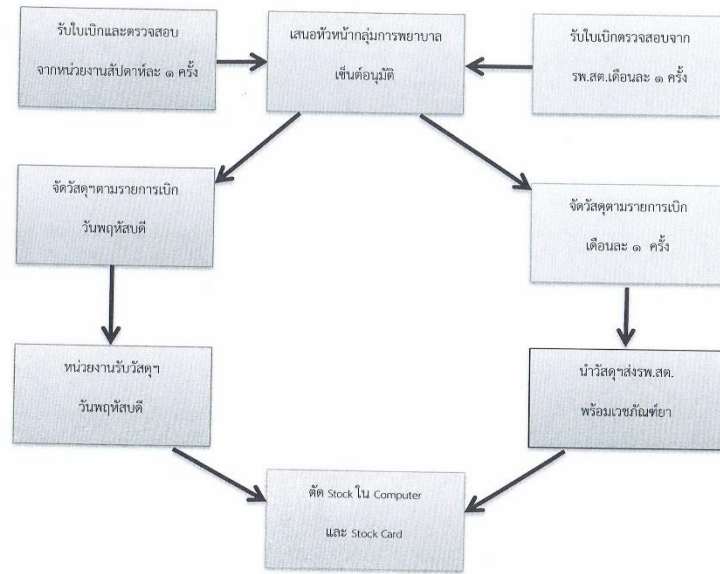 รับใบเบิกและตรวจสอบ
จากหน่วยงานสัปดาห์ละ ๑ ครั้ง
เสนอหัวหน้ากลุ่มการพยาบาล
เซ็นต์อนุมัติ
รับใบเบิกตรวจสอบจาก
รพ.สต.เดือนละ ๑ ครั้ง
จัดวัสดุฯตามรายการเบิก
วันพฤหัสบดี
จัดวัสดุตามรายการเบิก
เดือนละ ๑ ครั้ง
หน่วยงานรับวัสดุฯ
วันพฤหัสบดี
นำวัสดุฯส่งรพ.สต.
พร้อมเวชภัณฑ์ยา
ตัด Stock ใน Computer
และ Stock Card